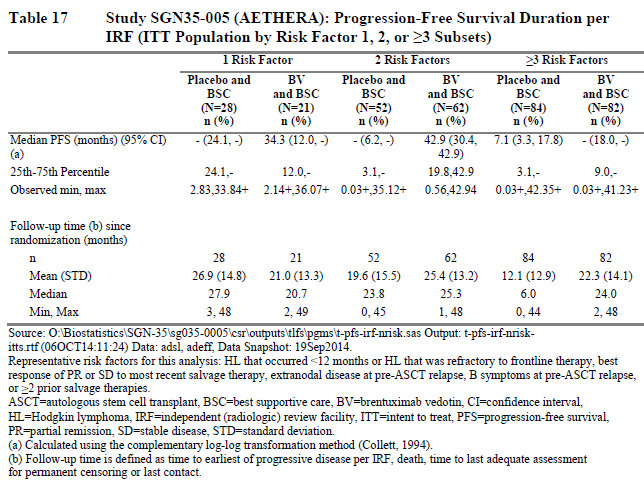 Table 17 Study SGN35-005 (AETHERA): Progression-Free Survival Duration per
IRF (ITT Population by Risk Factor 1, 2, or ≥3 Subsets)
1 Risk Factor 2 Risk Factors ≥3 Risk Factors
Placebo and BV Placebo and BV Placebo and BV
BSC and BSC BSC and BSC BSC and BSC
(N=28) (N=21) (N=52) (N=62) (N=84) (N=82)
n (%) n (%) n (%) n (%) n (%) n (%)
Median PFS (months) (95% CI) - (24.1, -) 34.3 (12.0, -) - (6.2, -) 42.9 (30.4, 7.1 (3.3, 17.8) - (18.0, -)
(a) 42.9)
25th-75th Percentile 24.1,- 12.0,- 3.1,- 19.8,42.9 3.1,- 9.0,-
Observed min, max 2.83,33.84+ 2.14+,36.07+ 0.03+,35.12+ 0.56,42.94 0.03+,42.35+ 0.03+,41.23+
Follow-up time (b) since
randomization (months)
n 28 21 52 62 84 82
Mean (STD) 26.9 (14.8) 21.0 (13.3) 19.6 (15.5) 25.4 (13.2) 12.1 (12.9) 22.3 (14.1)
Median 27.9 20.7 23.8 25.3 6.0 24.0
Min, Max 3, 48 2, 49 0, 45 1, 48 0, 44 2, 48
Source: O:\Biostatistics\SGN-35\sg035-0005\csr\outputs\tlfs\pgms\t-pfs-irf-nrisk.sas Output: t-pfs-irf-nrisk-
itts.rtf (06OCT14:11:24) Data: adsl, adeff, Data Snapshot: 19Sep2014.
Representative risk factors for this analysis: HL that occurred <12 months or HL that was refractory to frontline therapy, best
response of PR or SD to most recent salvage therapy, extranodal disease at pre-ASCT relapse, B symptoms at pre-ASCT relapse,
or ≥2 prior salvage therapies.
ASCT=autologous stem cell transplant, BSC=best supportive care, BV=brentuximab vedotin, CI=confidence interval,
HL=Hodgkin lymphoma, IRF=independent (radiologic) review facility, ITT=intent to treat, PFS=progression-free survival,
PR=partial remission, SD=stable disease, STD=standard deviation.
(a) Calculated using the complementary log-log transformation method (Collett, 1994).
(b) Follow-up time is defined as time to earliest of progressive disease per IRF, death, time to last adequate assessment
for permanent censoring or last contact.